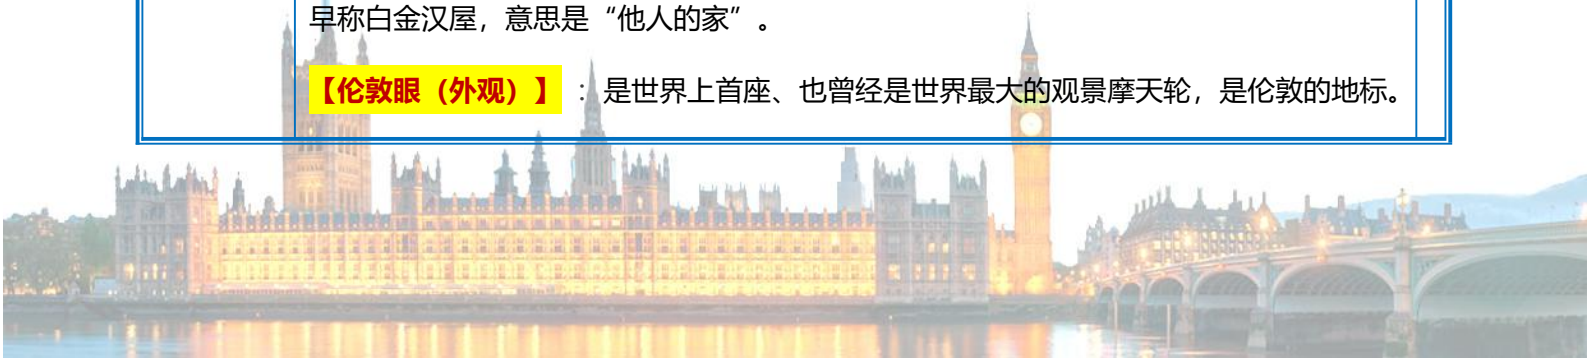 早称白金汉屋，意思是“他人的家”。
【伦敦眼（外观）】：是世界上首座、也曾经是世界最大的观景摩天轮，是伦敦的地标。